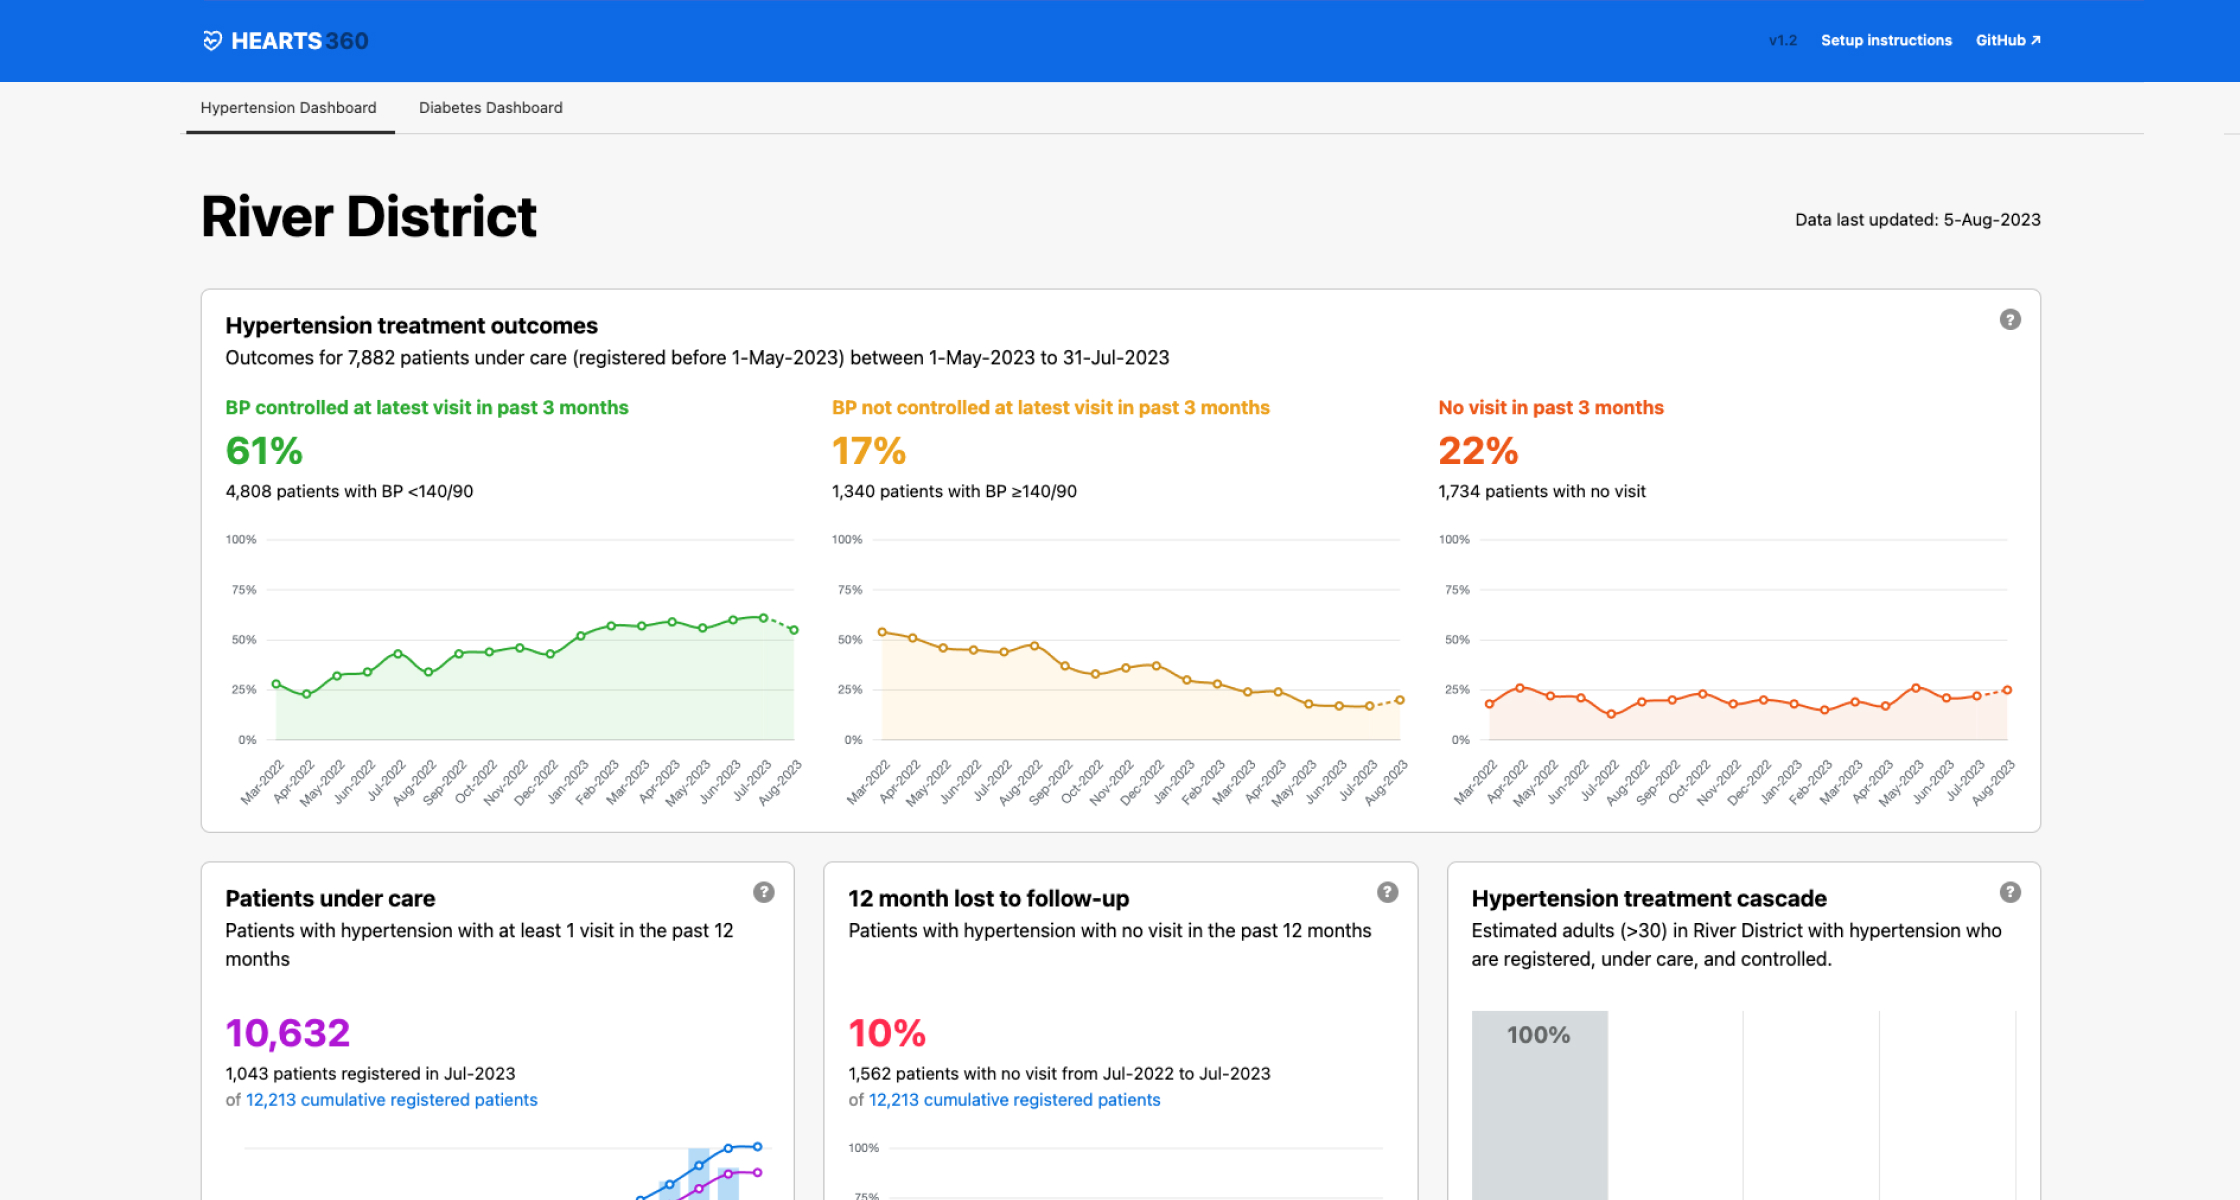 HEARTS360
v1.2 Setup instructions GitHub ↗
Hypertension Dashboard Diabetes Dashboard
River District
Data last updated: 5-Aug-2023
Hypertension treatment outcomes
?
Outcomes for 7,882 patients under care (registered before 1-May-2023) between 1-May-2023 to 31-Jul-2023
BP controlled at latest visit in past 3 months
61%
4,808 patients with BP <140/90
100%
75%
50%
25%
0%
Mar-2022 Apr-2022 May-2022 Jun-2022 Jul-2022 Aug-2022 Sep-2022 Oct-2022 Nov-2022 Dec-2022 Jan-2023 Feb-2023 Mar-2023 Apr-2023 May-2023 Jun-2023 Jul-2023 Aug-2023
BP not controlled at latest visit in past 3 months
17%
1,340 patients with BP ≥140/90
100%
75%
50%
25%
0%
Mar-2022 Apr-2022 May-2022 Jun-2022 Jul-2022 Aug-2022 Sep-2022 Oct-2022 Nov-2022 Dec-2022 Jan-2023 Feb-2023 Mar-2023 Apr-2023 May-2023 Jun-2023 Jul-2023 Aug-2023
No visit in past 3 months
22%
1,734 patients with no visit
100%
75%
50%
25%
0%
Mar-2022 Apr-2022 May-2022 Jun-2022 Jul-2022 Aug-2022 Sep-2022 Oct-2022 Nov-2022 Dec-2022 Jan-2023 Feb-2023 Mar-2023 Apr-2023 May-2023 Jun-2023 Jul-2023 Aug-2023
Patients under care
?
Patients with hypertension with at least 1 visit in the past 12
months
10,632
1,043 patients registered in Jul-2023
of 12,213 cumulative registered patients
12 month lost to follow-up
?
Patients with hypertension with no visit in the past 12 months
10%
1,562 patients with no visit from Jul-2022 to Jul-2023
of 12,213 cumulative registered patients
100%
75%
Hypertension treatment cascade
?
Estimated adults (>30) in River District with hypertension who
are registered, under care, and controlled.
100%